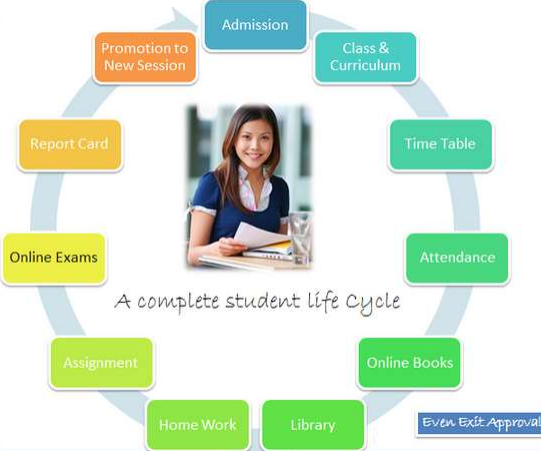 Admission
Class &
Curriculum
Time Table
Attendance
Online Books
Library
Home Work
Assignment
Online Exams
Report Card
Promotion to
New Session
A complete student life Cycle
Even Exit Approval